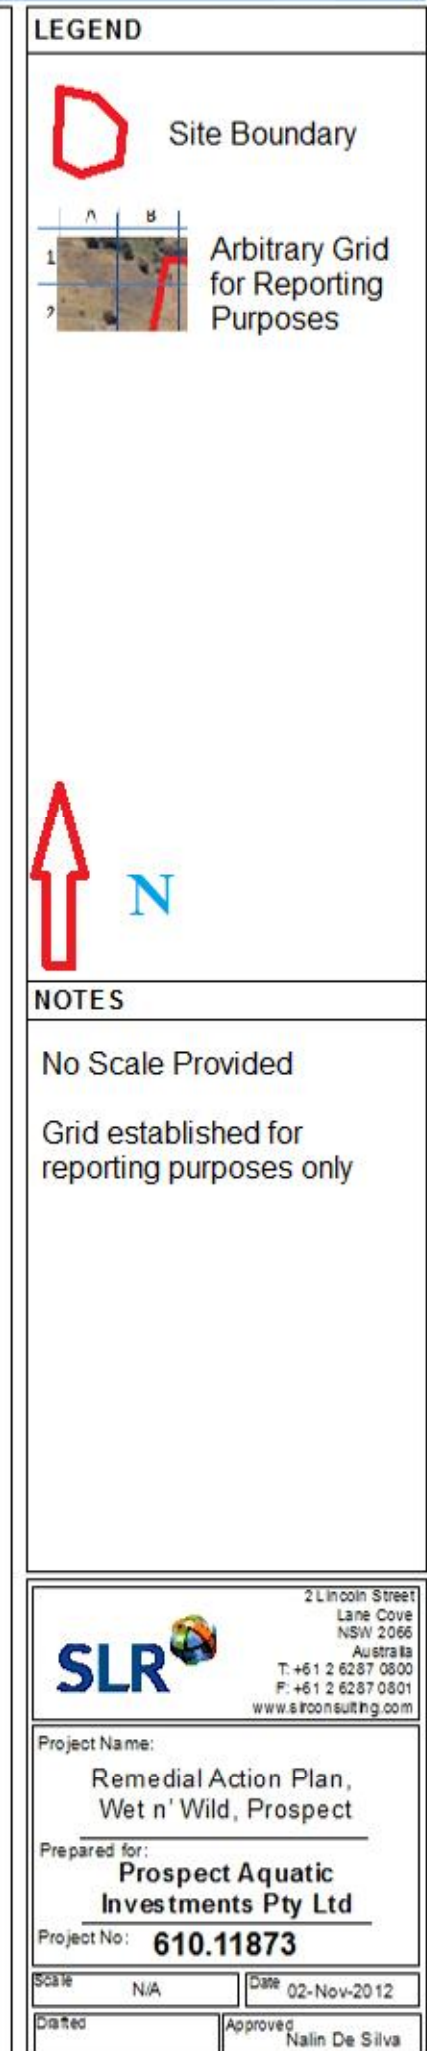 LEGEND
Site Boundary
A B
1
2
Arbitrary Grid
for Reporting
Purposes
N
NOTES
No Scale Provided
Grid established for
reporting purposes only
SLR
2 Lincoln Street
Lane Cove
NSW 2066
Australia
T: +61 2 6287 0800
F: +61 2 6287 0801
www.slrconsulting.com
Project Name:
Remedial Action Plan,
Wet n' Wild, Prospect
Prepared for:
Prospect Aquatic
Investments Pty Ltd
Project No: 610.11873
Scale N/A
Date 02-Nov-2012
Drafted
Approved Nalin De Silva